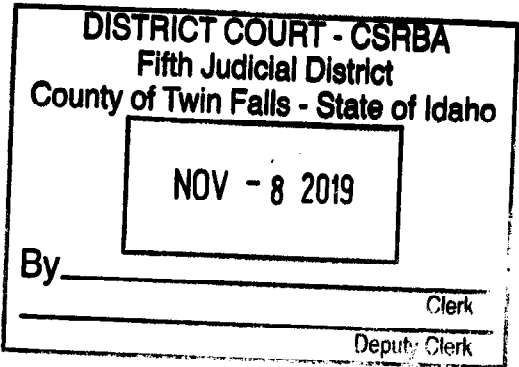 DISTRICT COURT - CSRBA
Fifth Judicial District
County of Twin Falls - State of Idaho
NOV - 8 2019
By
Clerk
Deputy Clerk